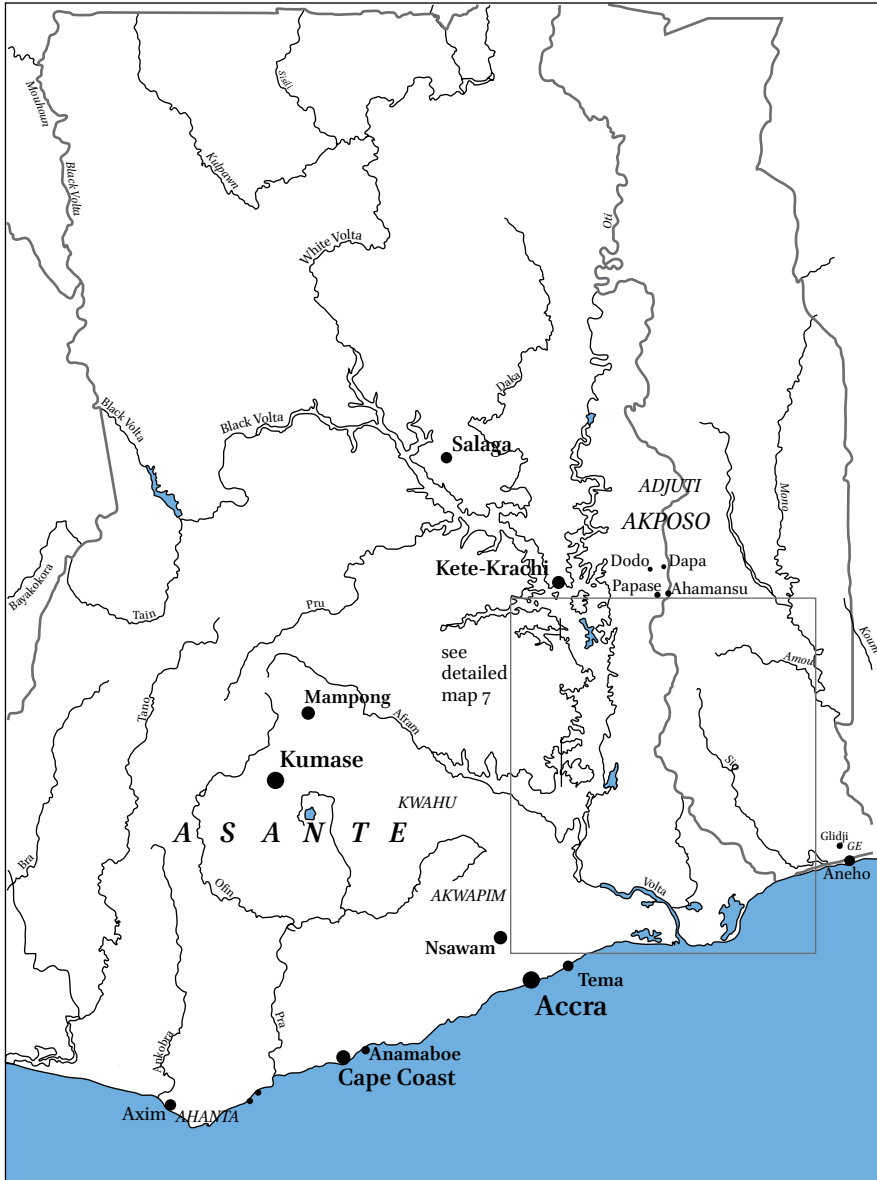 Mouhoun
Sisili
Black Volta
Kulpawn
Oti
White Volta
Daka
Black Volta
Black Volta
Salaga
ADJUTI
Mono
AKPOSO
Dodo
Dapa
Kete-Krachi
Papase
Ahamansu
Bayakokora
Tain
Pru
see
detailed
map 7
Amou
Koum
Mampong
Tano
Afram
Kumase
Sio
KWAHU
ASANTE
Glidji
GE
Bra
Aneho
Ofin
AKWAPIM
Volta
Nsawam
Tema
Accra
Pra
Ankobra
Anamaboe
Cape Coast
Axim
AHANTA